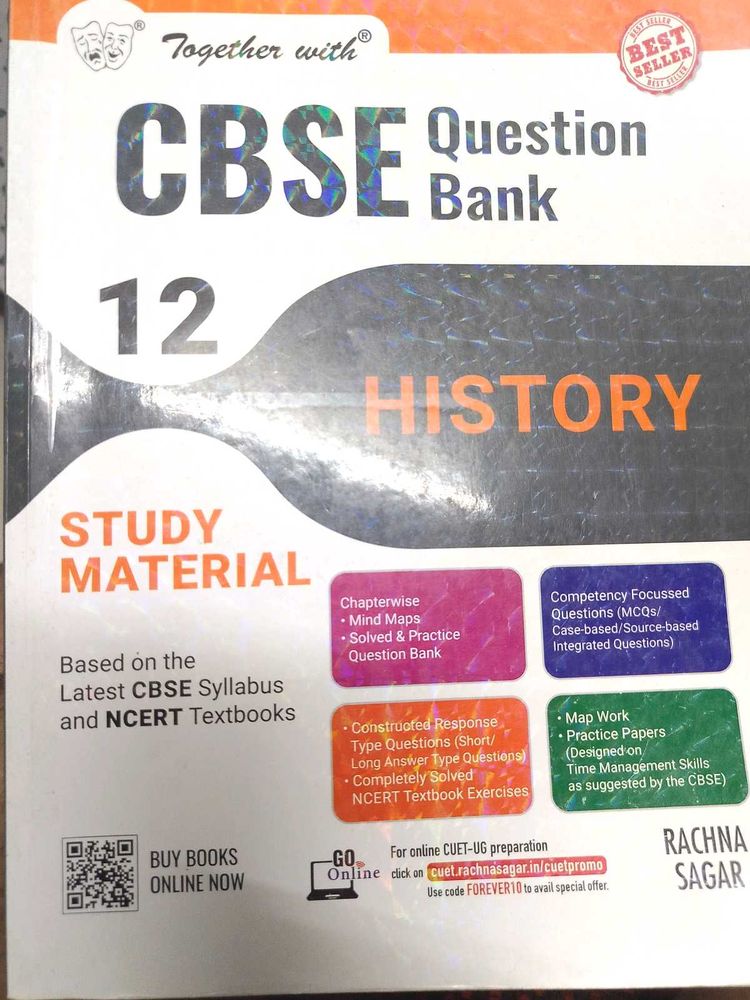 Together with®
®
BEST SELLER
BEST
SELLER
BEST SELLER
CBSE Question
Bank
12
HISTORY
STUDY
MATERIAL
Based on the
Latest CBSE Syllabus
and NCERT Textbooks
Chapterwise
• Mind Maps
• Solved & Practice
Question Bank
Competency Focussed
Questions (MCQs/
Case-based/Source-based
Integrated Questions)
• Constructed Response
Type Questions (Short/
Long Answer Type Questions)
• Completely Solved
NCERT Textbook Exercises
• Map Work
• Practice Papers
(Designed on
Time Management Skills
as suggested by the CBSE)
BUY BOOKS
ONLINE NOW
GO
Online
For online CUET-UG preparation
click on cuet.rachnasagar.in/cuetpromo
Use code FOREVER10 to avail special offer.
RACHNA
SAGAR